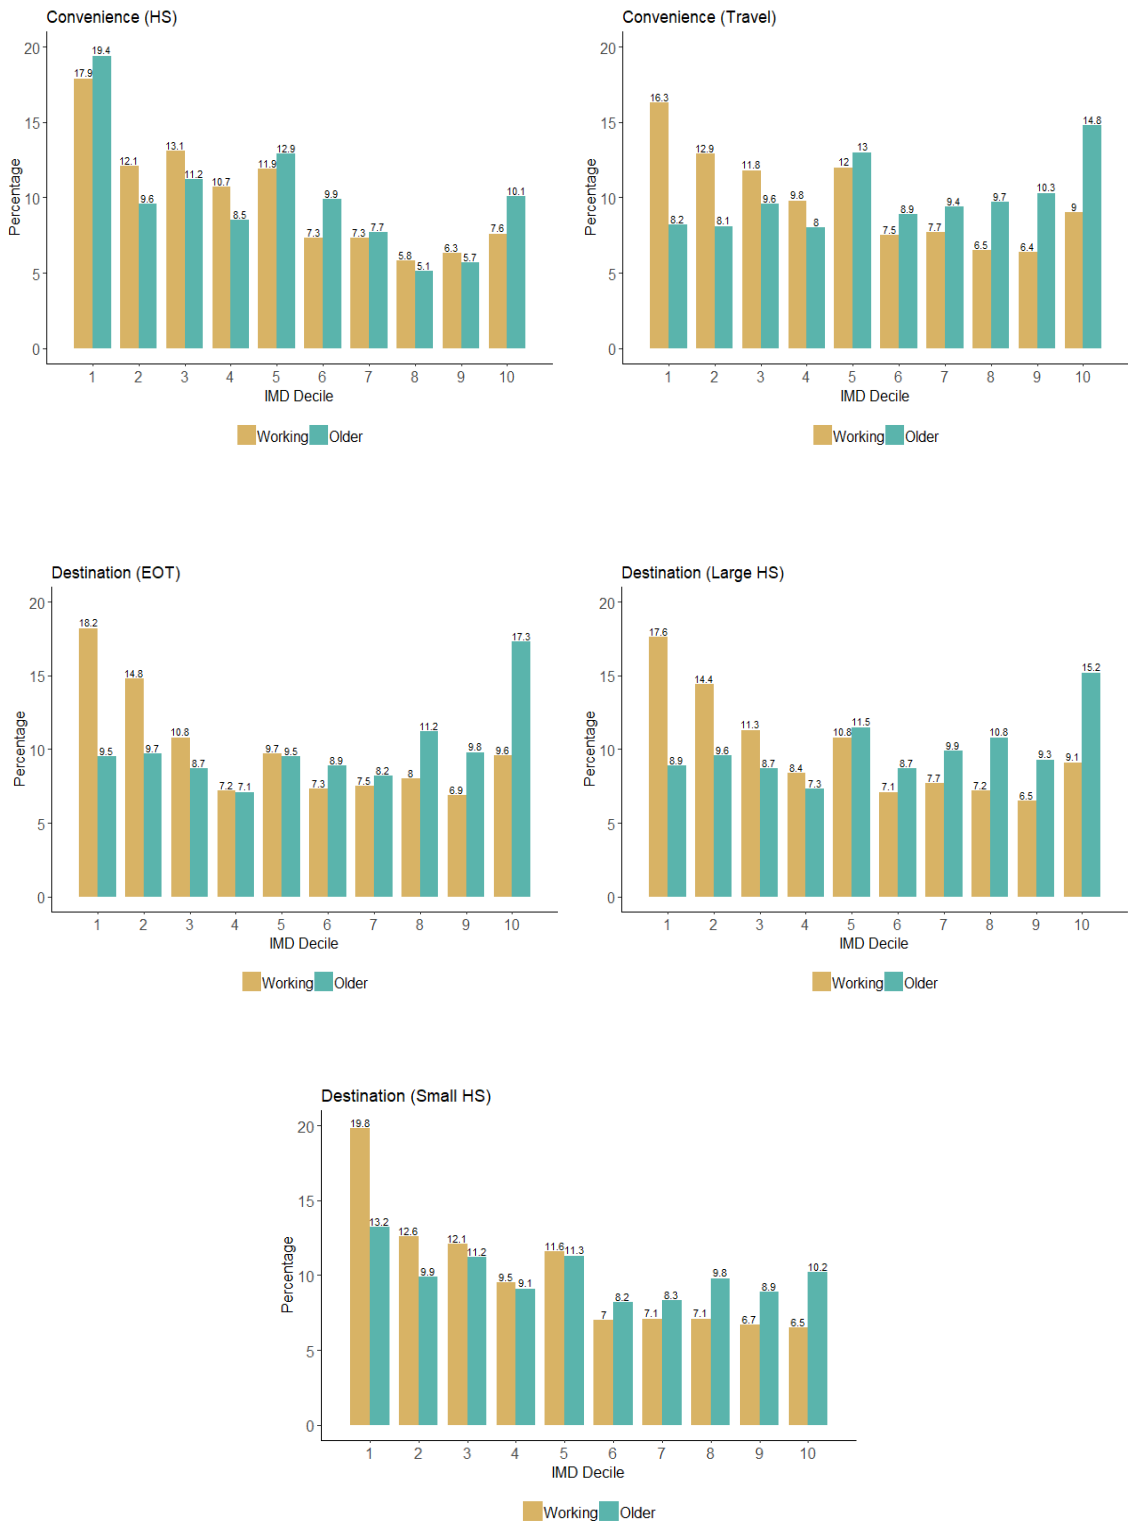 Convenience (HS)
20
15
10
5
0
Percentage
17.9 19.4 12.1 9.6 13.1 11.2 10.7 8.5 11.9 12.9 7.3 9.9 7.3 7.7 5.8 5.1 6.3 5.7 7.6 10.1
1 2 3 4 5 6 7 8 9 10
IMD Decile
Working Older
Convenience (Travel)
20
15
10
5
0
Percentage
16.3 8.2 12.9 8.1 11.8 9.6 9.8 8 12 13 7.5 8.9 7.7 9.4 6.5 9.7 6.4 10.3 9 14.8
1 2 3 4 5 6 7 8 9 10
IMD Decile
Working Older
Destination (EOT)
20
15
10
5
0
Percentage
18.2 9.5 14.8 9.7 10.8 8.7 7.2 7.1 9.7 9.5 7.3 8.9 7.5 8.2 8 11.2 6.9 9.8 9.6 17.3
1 2 3 4 5 6 7 8 9 10
IMD Decile
Working Older
Destination (Large HS)
20
15
10
5
0
Percentage
17.6 8.9 14.4 9.6 11.3 8.7 8.4 7.3 10.8 11.5 7.1 8.7 7.7 9.9 7.2 10.8 6.5 9.3 9.1 15.2
1 2 3 4 5 6 7 8 9 10
IMD Decile
Working Older
Destination (Small HS)
20
15
10
5
0
Percentage
19.8 13.2 12.6 9.9 12.1 11.2 9.5 9.1 11.6 11.3 7 8.2 7.1 8.3 7.1 9.8 6.7 8.9 6.5 10.2
1 2 3 4 5 6 7 8 9 10
IMD Decile
Working Older